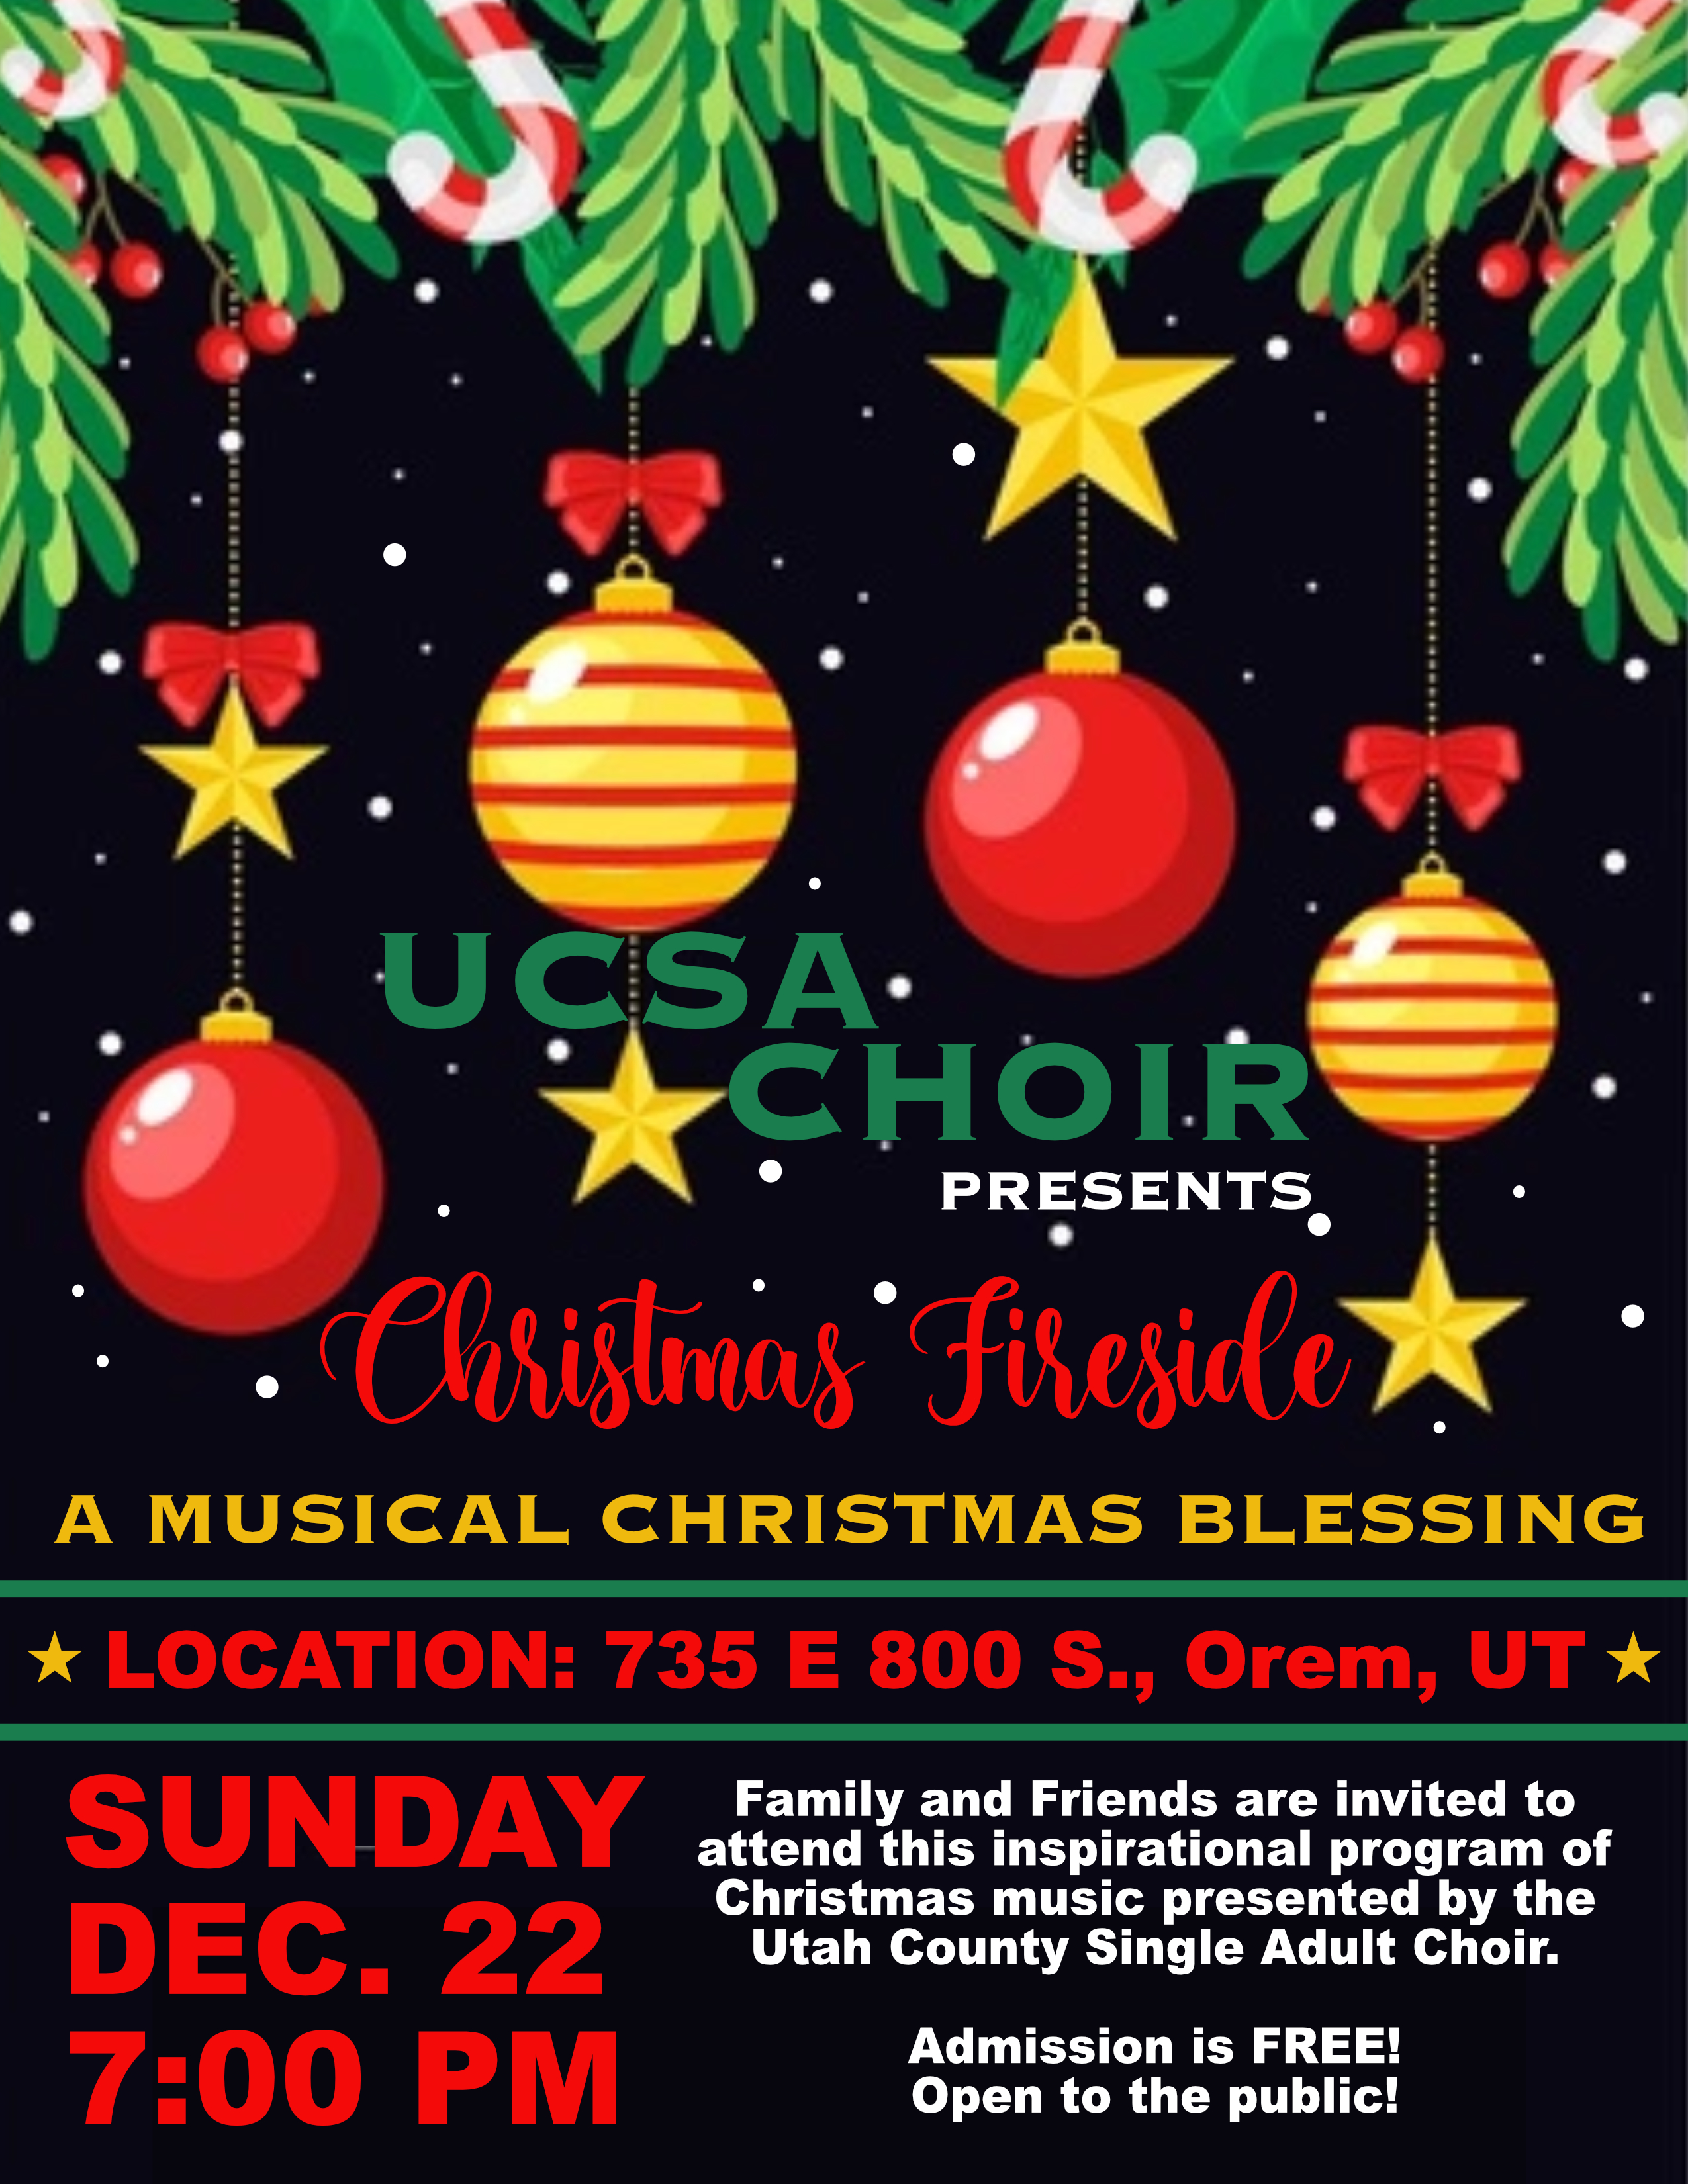 UCSA
CHOIR
PRESENTS
Christmas Fireside
A MUSICAL CHRISTMAS BLESSING
LOCATION: 735 E 800 S., Orem, UT
SUNDAY
DEC. 22
7:00 PM
Family and Friends are invited to
attend this inspirational program of
Christmas music presented by the
Utah County Single Adult Choir.
Admission is FREE!
Open to the public!